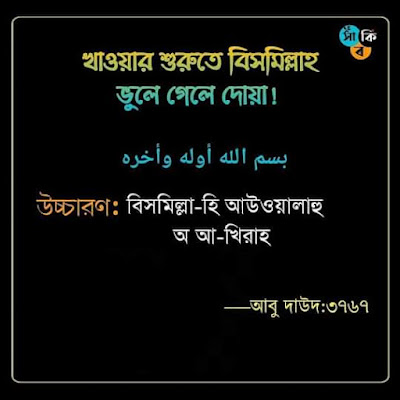 সাকিব
খাওয়ার শুরুতে বিসমিল্লাহ
ভুলে গেলে দোয়া!
بسم الله أوله وأخره
উচ্চারণ: বিসমিল্লা-হি আউওয়ালাহু
অ আ-খিরাহ
—আবু দাউদ:৩৭৬৭